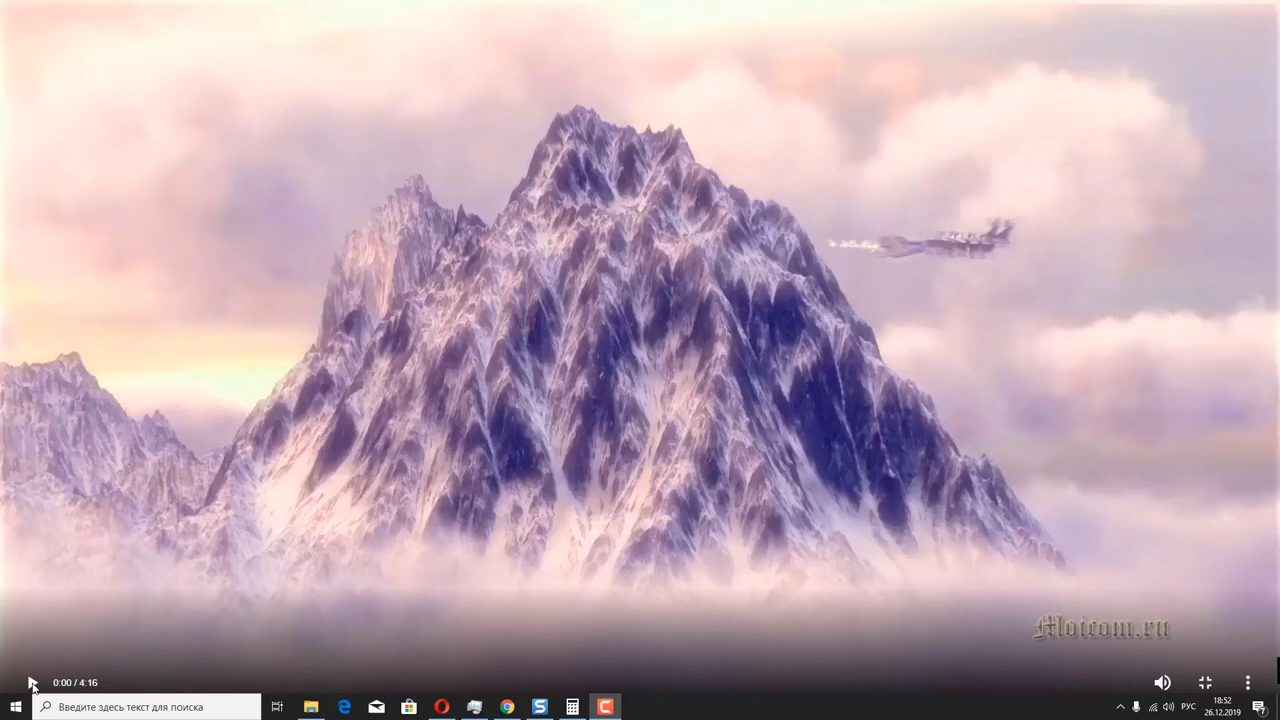 Moicom.ru
0:00 / 4:16
Введите здесь текст для поиска
РУС
18:52
26.12.2019